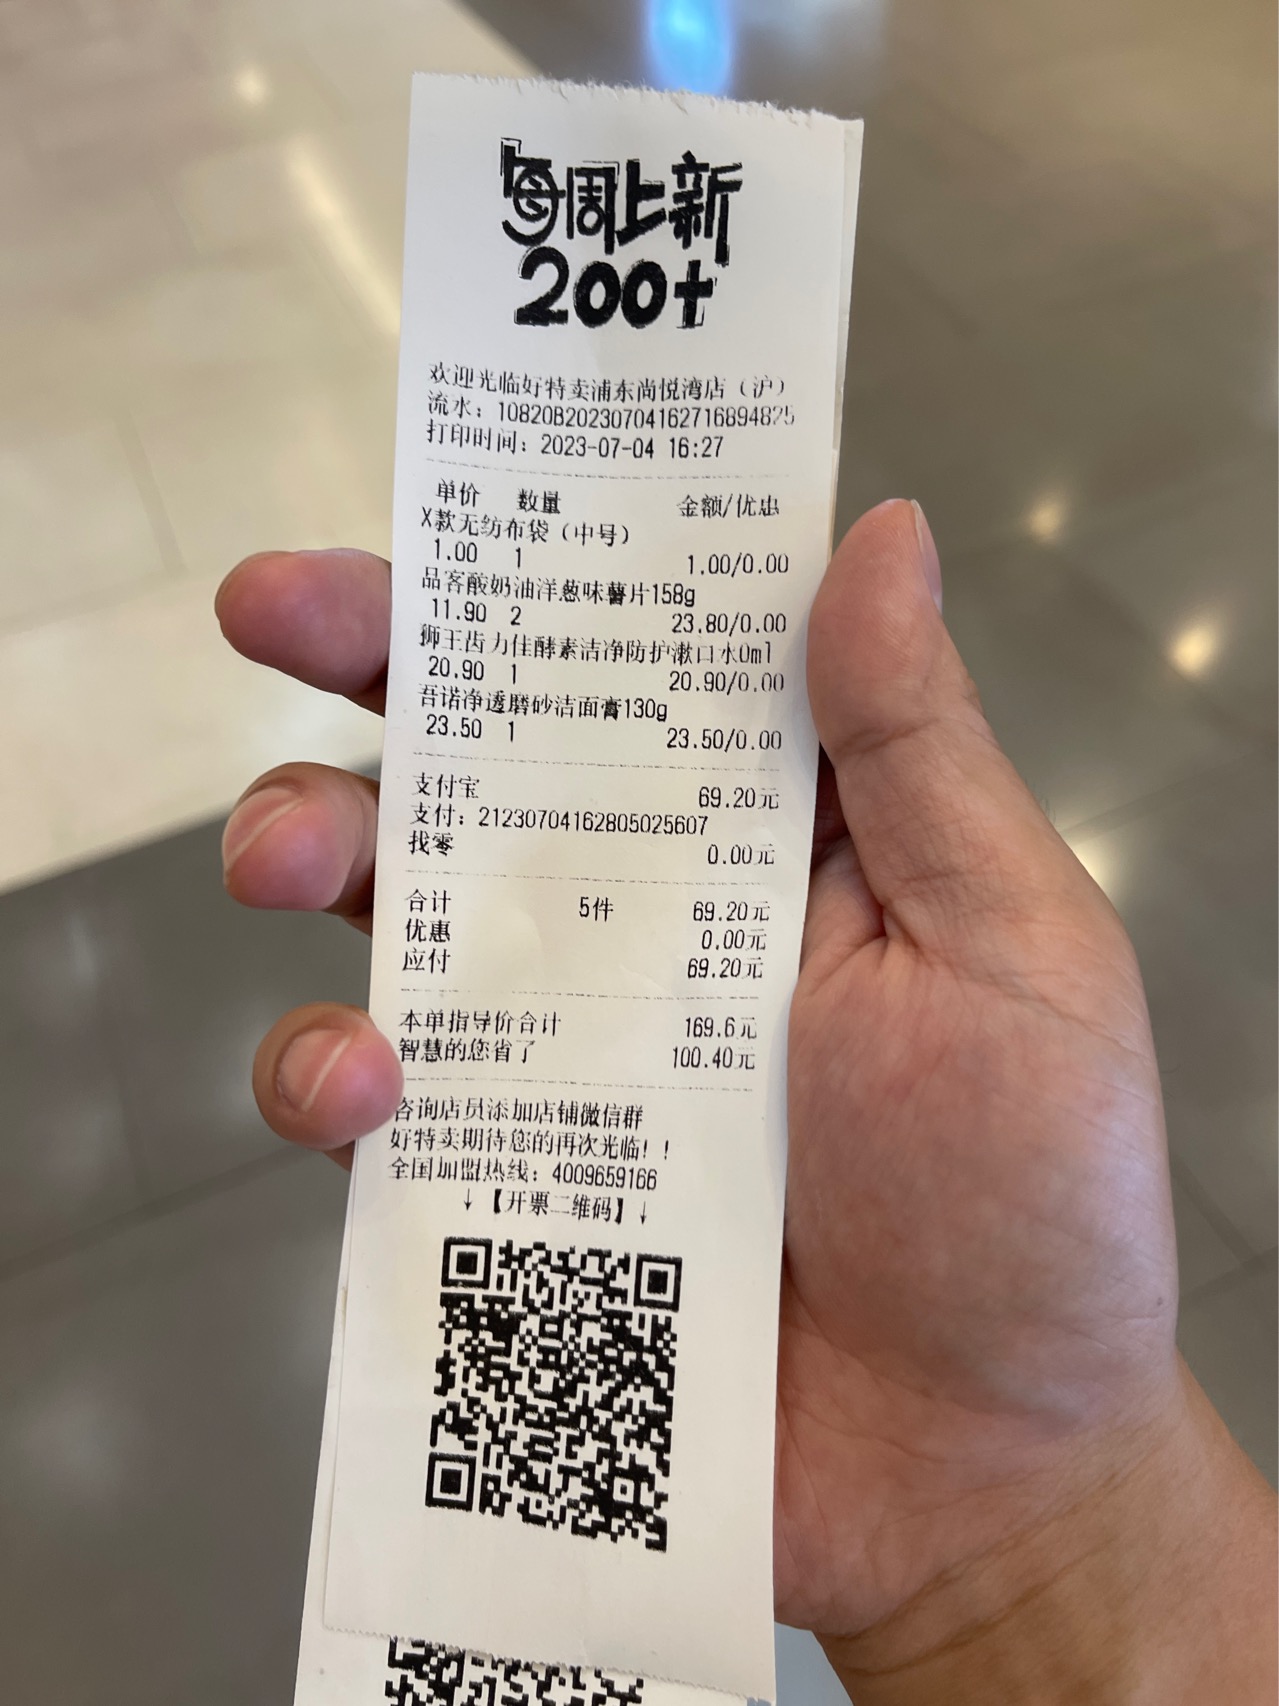 每周上新
200+
欢迎光临好特卖浦东尚悦湾店（沪）
流水：10820B20230704162716894825
打印时间：2023-07-04 16:27
单价 数量 金额/优惠
X款无纺布袋（中号）
1.00 1 1.00/0.00
品客酸奶油洋葱味薯片158g
11.90 2 23.80/0.00
狮王齿力佳酵素洁净防护漱口水0ml
20.90 1 20.90/0.00
吾诺净透磨砂洁面膏130g
23.50 1 23.50/0.00
支付宝 69.20元
支付：21230704162805025607
找零 0.00元
合计 5件 69.20元
优惠 0.00元
应付 69.20元
本单指导价合计 169.6元
智慧的您省了 100.40元
咨询店员添加店铺微信群
好特卖期待您的再次光临！！
全国加盟热线：4009659166
↓【开票二维码】↓